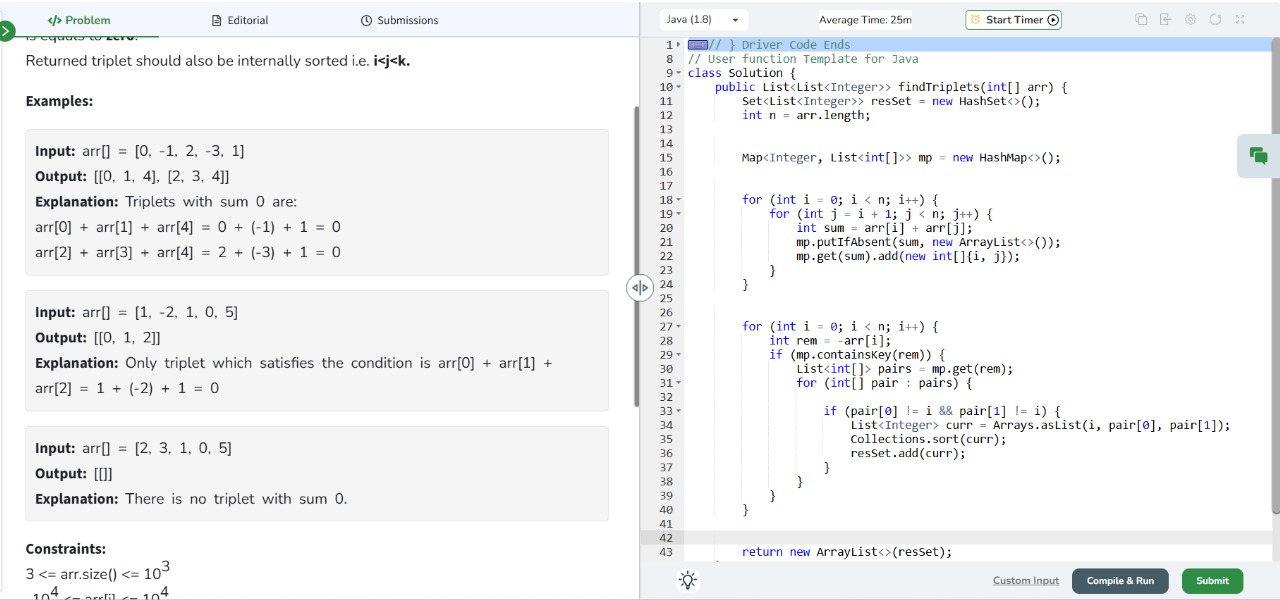 Problem
Editorial
Submissions
is equals to zero.
Returned triplet should also be internally sorted i.e. i<j<k.
Examples:
Input: arr[] = [0, -1, 2, -3, 1]
Output: [[0, 1, 4], [2, 3, 4]]
Explanation: Triplets with sum 0 are:
arr[0] + arr[1] + arr[4] = 0 + (-1) + 1 = 0
arr[2] + arr[3] + arr[4] = 2 + (-3) + 1 = 0
Input: arr[] = [1, -2, 1, 0, 5]
Output: [[0, 1, 2]]
Explanation: Only triplet which satisfies the condition is arr[0] + arr[1] +
arr[2] = 1 + (-2) + 1 = 0
Input: arr[] = [2, 3, 1, 0, 5]
Output: [[]]
Explanation: There is no triplet with sum 0.
Constraints:
3 <= arr.size() <= 10^3
Java (1.8)
Average Time: 25m
Start Timer
1 // } Driver Code Ends
8 // User function Template for Java
9 class Solution {
10 public List<List<Integer>> findTriplets(int[] arr) {
11 Set<List<Integer>> resSet = new HashSet<>();
12 int n = arr.length;
13
14
15 Map<Integer, List<int[]>> mp = new HashMap<>();
16
17
18 for (int i = 0; i < n; i++) {
19 for (int j = i + 1; j < n; j++) {
20 int sum = arr[i] + arr[j];
21 mp.putIfAbsent(sum, new ArrayList<>());
22 mp.get(sum).add(new int[]{i, j});
23 }
24 }
25
26
27 for (int i = 0; i < n; i++) {
28 int rem = -arr[i];
29 if (mp.containsKey(rem)) {
30 List<int[]> pairs = mp.get(rem);
31 for (int[] pair : pairs) {
32
33 if (pair[0] != i && pair[1] != i) {
34 List<Integer> curr = Arrays.asList(i, pair[0], pair[1]);
35 Collections.sort(curr);
36 resSet.add(curr);
37 }
38 }
39 }
40 }
41
42
43 return new ArrayList<>(resSet);
Custom Input
Compile & Run
Submit